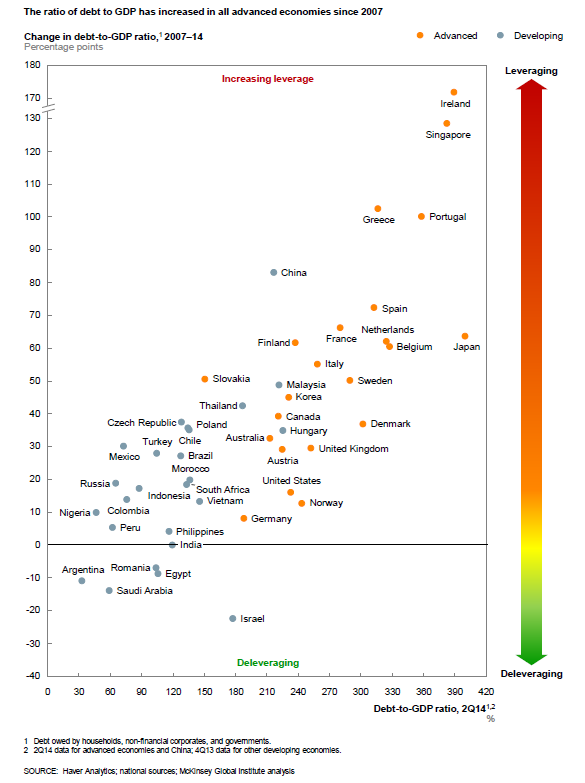 The ratio of debt to GDP has increased in all advanced economies since 2007
Change in debt-to-GDP ratio,1 2007–14
Percentage points
Advanced
Developing
180
170
130
120
110
100
90
80
70
60
50
40
30
20
10
0
-10
-20
-30
-40
Increasing leverage
Leveraging
Ireland
Singapore
Greece
Portugal
China
Spain
Netherlands
France
Finland
Belgium
Japan
Italy
Slovakia
Malaysia
Sweden
Korea
Thailand
Canada
Czech Republic
Poland
Denmark
Hungary
Australia
Turkey
Chile
Mexico
Brazil
Austria
United Kingdom
Morocco
Russia
South Africa
United States
Indonesia
Vietnam
Norway
Nigeria
Colombia
Germany
Peru
Philippines
India
Argentina
Romania
Egypt
Saudi Arabia
Israel
Deleveraging
Deleveraging
0 30 60 90 120 150 180 210 240 270 300 330 360 390 420
Debt-to-GDP ratio, 2Q141,2
%
1 Debt owed by households, non-financial corporates, and governments.
2 2Q14 data for advanced economies and China; 4Q13 data for other developing economies.
SOURCE: Haver Analytics; national sources; McKinsey Global Institute analysis